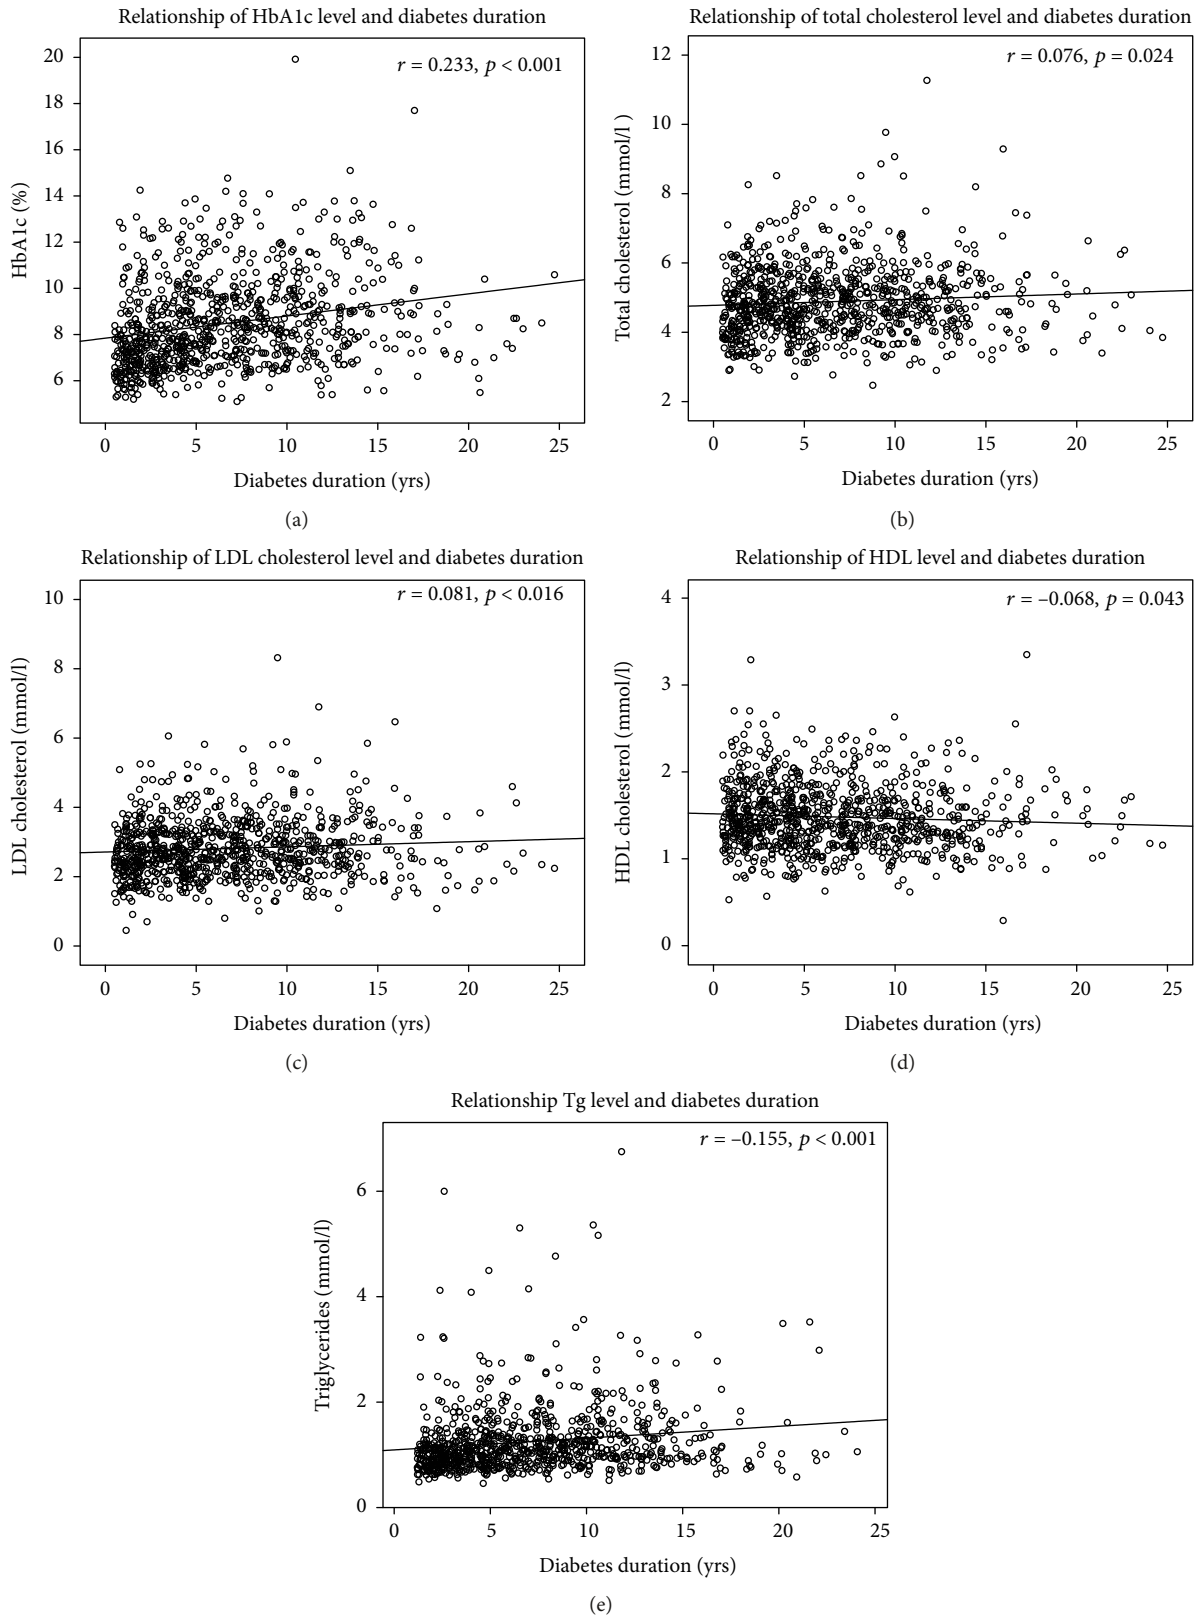 Relationship of HbA1c level and diabetes duration
r = 0.233, p < 0.001
HbA1c (%)
20
18
16
14
12
10
8
6
0 5 10 15 20 25
Diabetes duration (yrs)
(a)
Relationship of total cholesterol level and diabetes duration
r = 0.076, p = 0.024
Total cholesterol (mmol/l )
12
10
8
6
4
2
0 5 10 15 20 25
Diabetes duration (yrs)
(b)
Relationship of LDL cholesterol level and diabetes duration
r = 0.081, p < 0.016
LDL cholesterol (mmol/l)
10
8
6
4
2
0
0 5 10 15 20 25
Diabetes duration (yrs)
(c)
Relationship of HDL level and diabetes duration
r = –0.068, p = 0.043
HDL cholesterol (mmol/l)
4
3
2
1
0
0 5 10 15 20 25
Diabetes duration (yrs)
(d)
Relationship Tg level and diabetes duration
r = –0.155, p < 0.001
Triglycerides (mmol/l)
6
4
2
0
0 5 10 15 20 25
Diabetes duration (yrs)
(e)